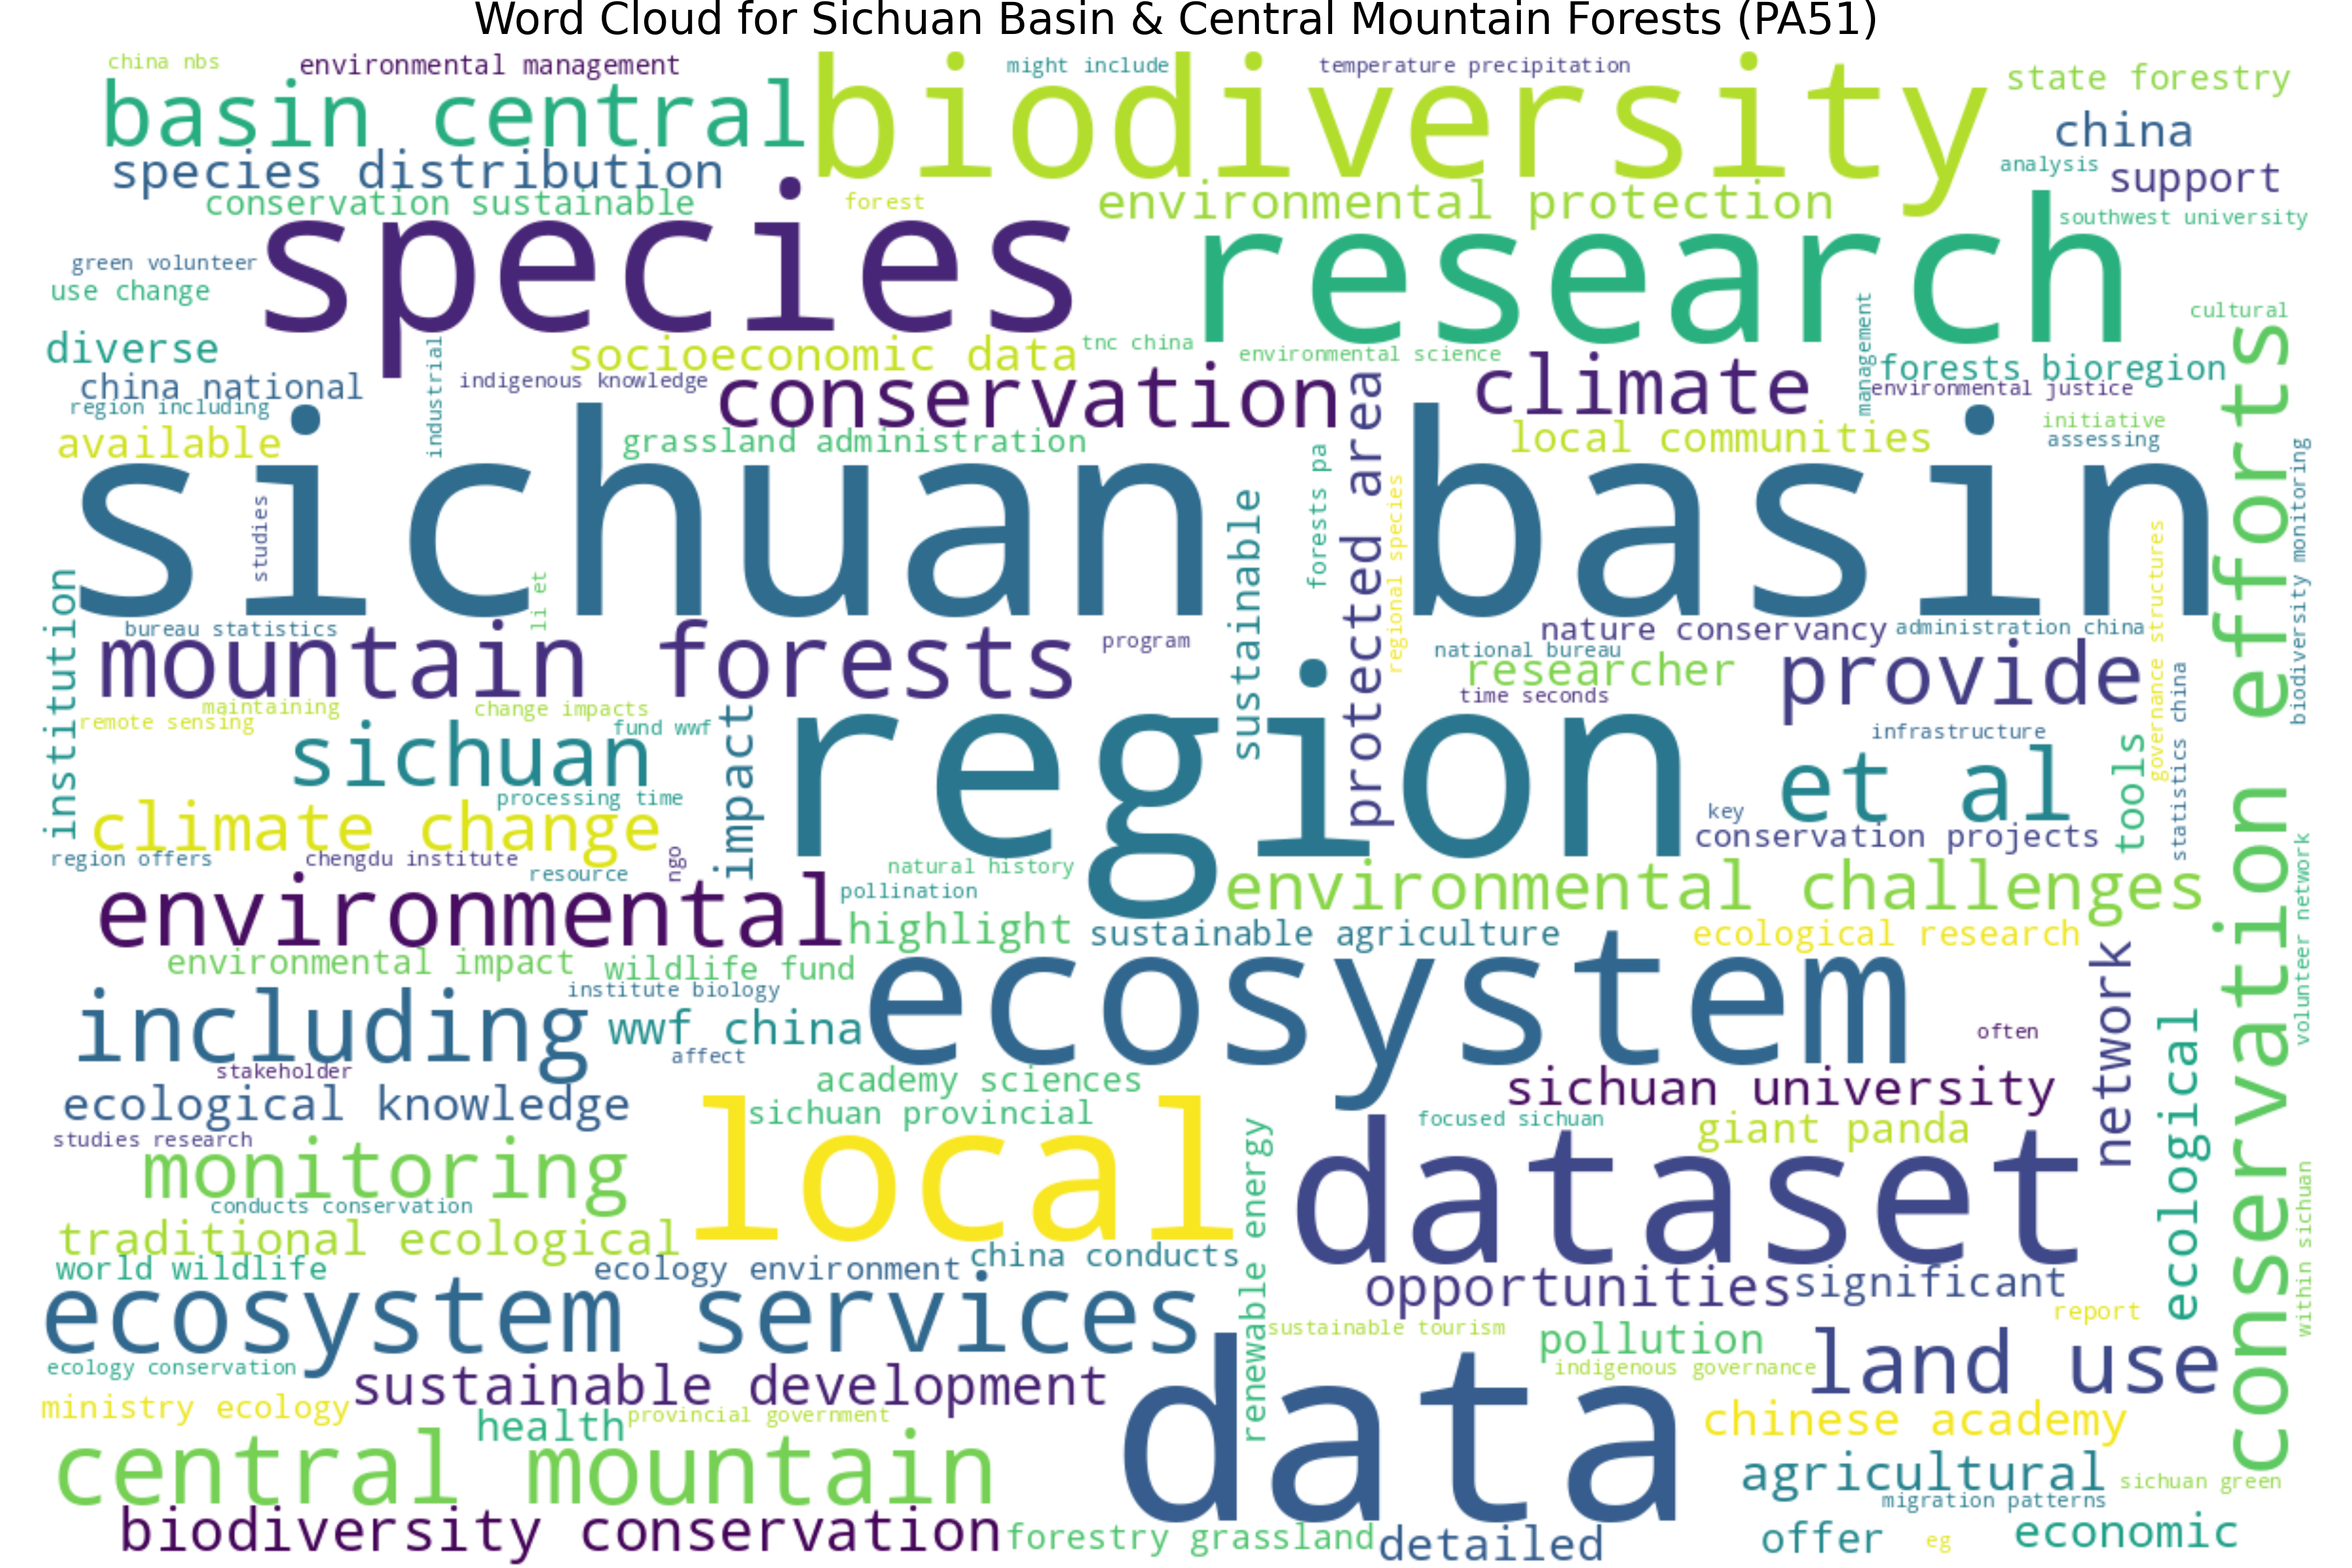 Word Cloud for Sichuan Basin & Central Mountain Forests (PA51)
china nbs
environmental management
might include
temperature precipitation
state forestry
basin central
biodiversity
china
species distribution
analysis
support
conservation sustainable
forest
environmental protection
southwest university
species
research
green volunteer
use change
cultural
diverse
industrial
socioeconomic data
tnc china
environmental science
management
forests bioregion
china national
indigenous knowledge
conservation
climate
environmental justice
region including
available
grassland administration
local communities
initiative
assessing
sichuan basin
studies
li et
sustainable
forests pa
protected area
regional species
governance structures
biodiversity monitoring
conservation efforts
institution
bureau statistics
mountain forests
program
nature conservancy
administration china
national bureau
researcher
provide
time seconds
maintaining
remote sensing
change impacts
fund wwf
sichuan
impact
region
infrastructure
et al
tools
statistics china
processing time
climate change
key
conservation projects
region offers
chengdu institute
resource
ngo
natural history
pollination
environmental
highlight
environmental challenges
volunteer network
sustainable agriculture
ecological research
environmental impact
wildlife fund
institute biology
ecosystem
network
including
wwf china
affect
often
stakeholder
academy sciences
sichuan university
ecological
ecological knowledge
sichuan provincial
local
focused sichuan
giant panda
studies research
monitoring
dataset
conducts conservation
renewable energy
within sichuan
traditional ecological
world wildlife
ecology environment
china conducts
opportunities
significant
ecosystem services
report
sustainable tourism
pollution
ecology conservation
indigenous governance
land use
sustainable development
data
ministry ecology
health
provincial government
chinese academy
central mountain
agricultural
sichuan green
migration patterns
biodiversity conservation
forestry grassland
detailed
offer
eg
economic